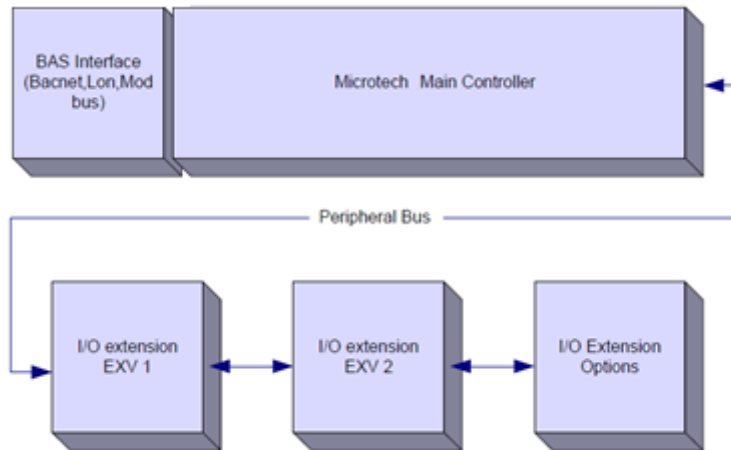 BAS Interface
(Bacnet,Lon,Mod
bus)
Microtech Main Controller
Peripheral Bus
I/O extension
EXV 1
I/O extension
EXV 2
I/O Extension
Options